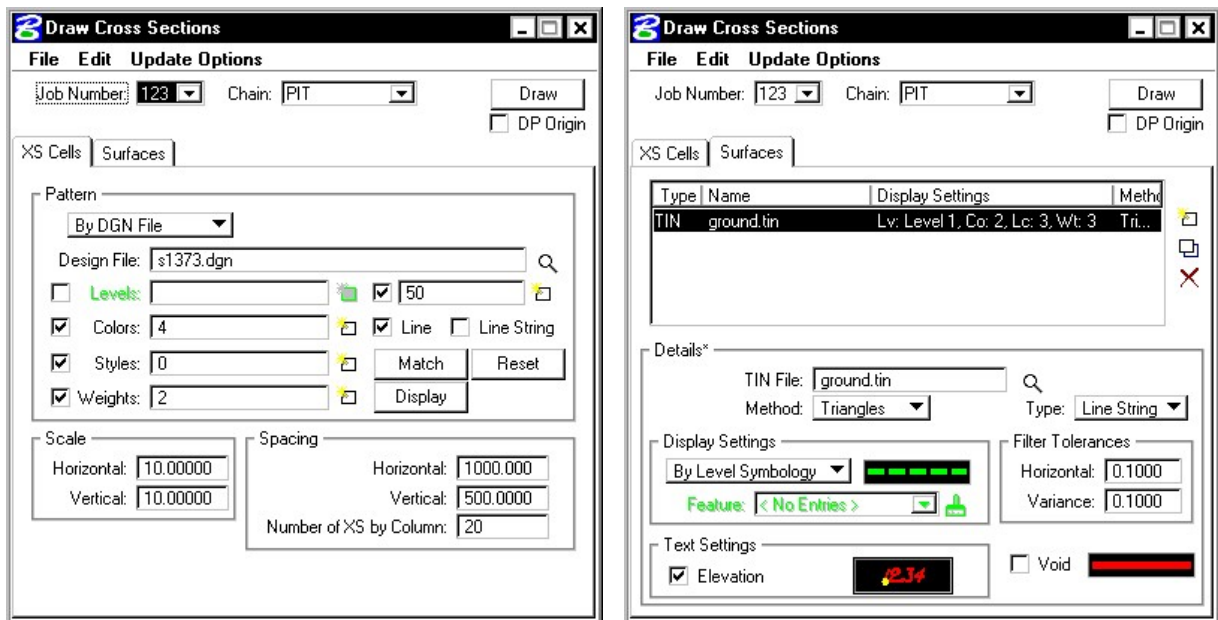 Draw Cross Sections
File Edit Update Options
Job Number: 123 Chain: PIT Draw
DP Origin
XS Cells Surfaces
Pattern
By DGN File
Design File: s1373.dgn
Levels: 50
Colors: 4 Line Line String
Styles: 0 Match Reset
Weights: 2 Display
Scale
Horizontal: 10.00000
Vertical: 10.00000
Spacing
Horizontal: 1000.000
Vertical: 500.0000
Number of XS by Column: 20
Draw Cross Sections
File Edit Update Options
Job Number: 123 Chain: PIT Draw
DP Origin
XS Cells Surfaces
Type Name Display Settings Metho
TIN ground.tin Lv: Level 1, Co: 2, Lc: 3, Wt: 3 Tri...
Details*
TIN File: ground.tin
Method: Triangles Type: Line String
Display Settings
By Level Symbology
Feature: < No Entries >
Filter Tolerances
Horizontal: 0.1000
Variance: 0.1000
Text Settings
Elevation 1234
Void